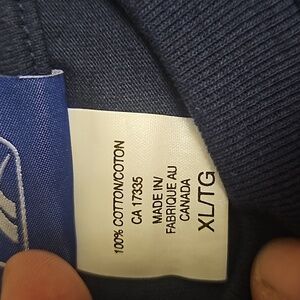 100% COTTON/COTON
CA 17335
MADE IN/
FABRIQUE AU
CANADA
XL/TG